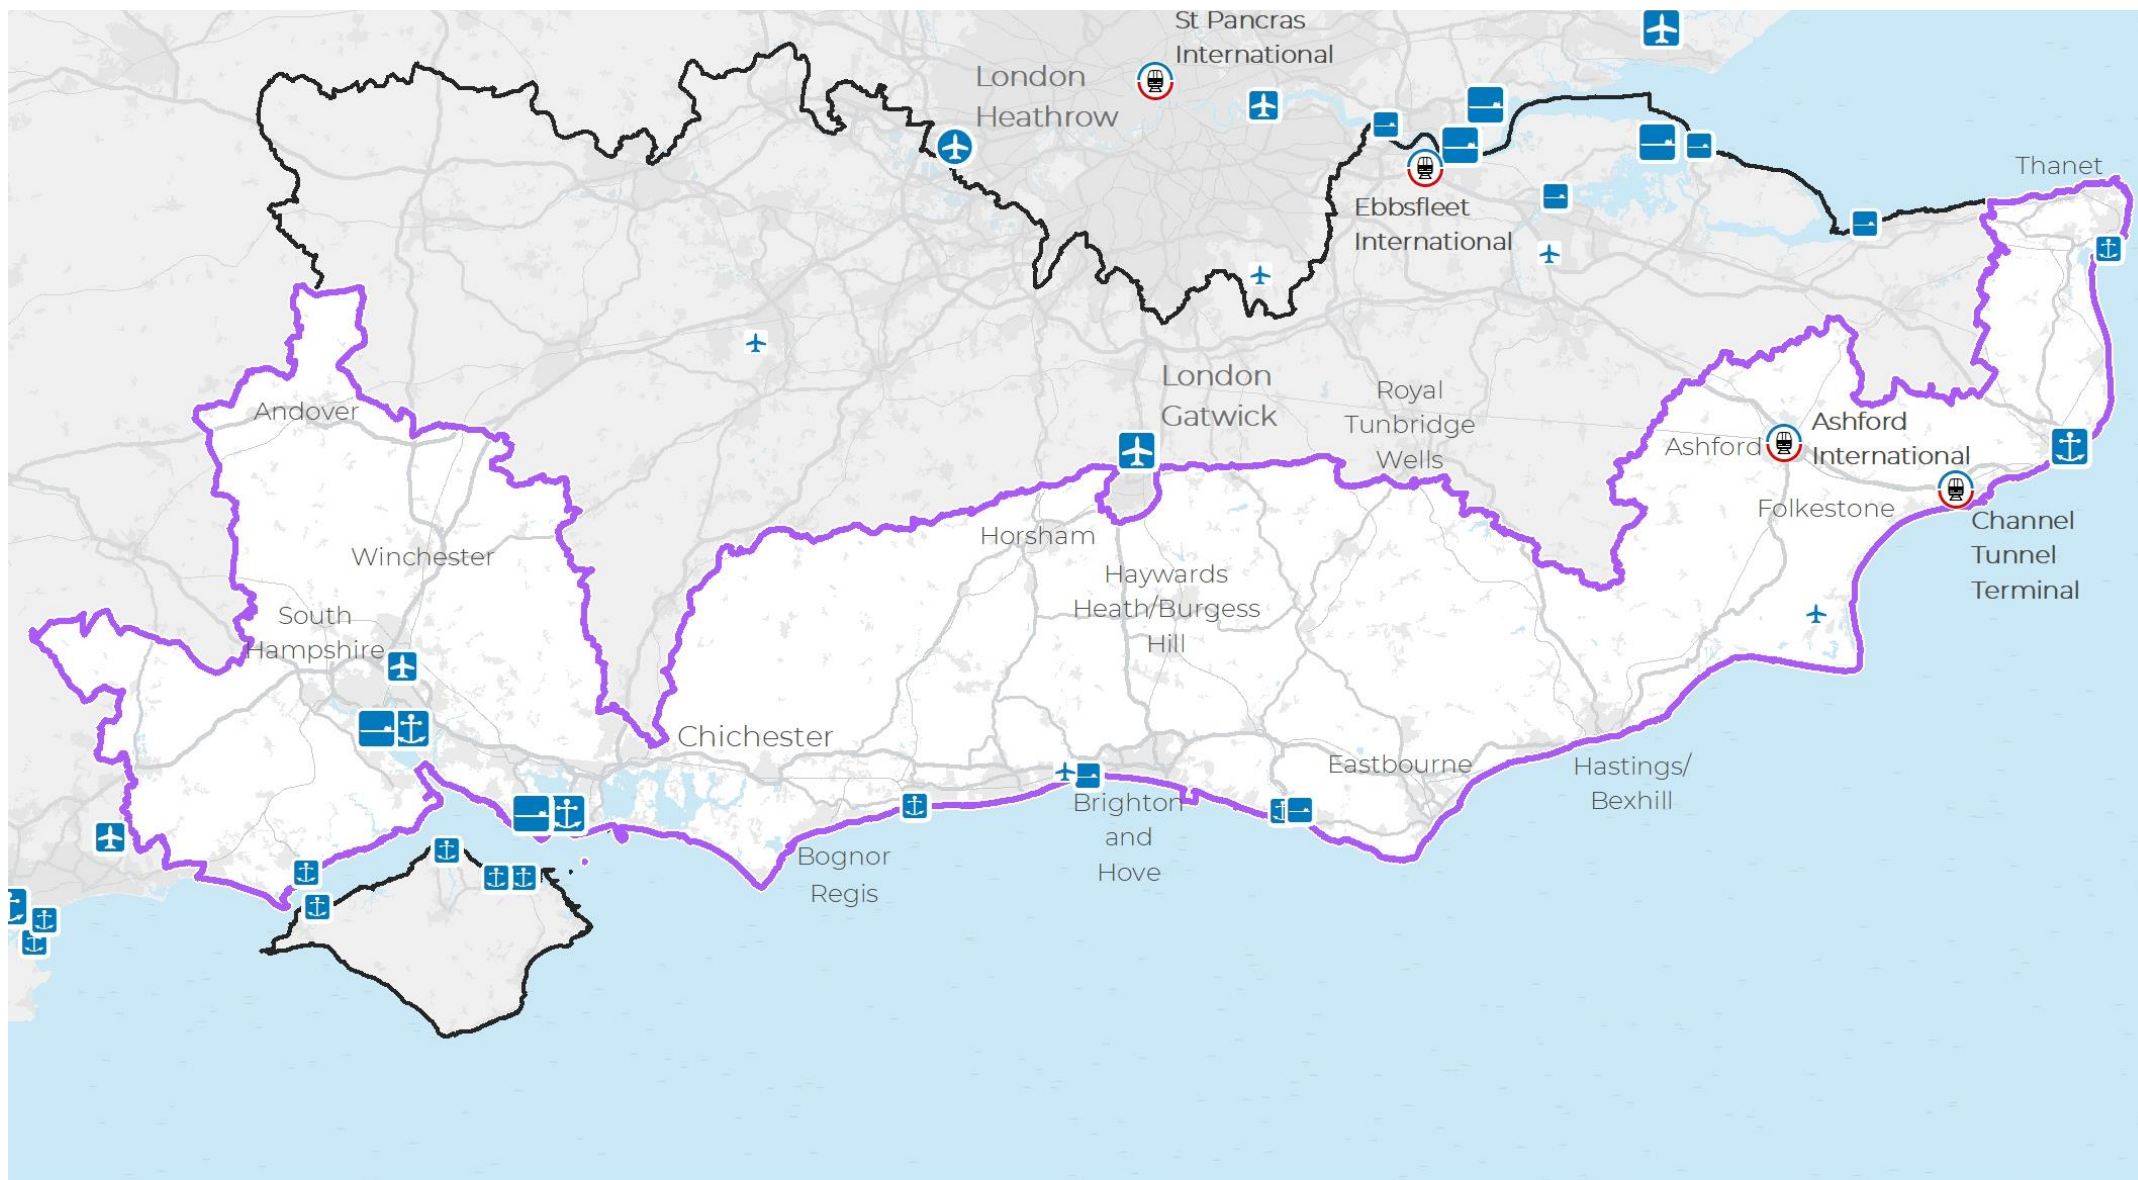 St Pancras
International
London
Heathrow
Thanet
Ebbsfleet
International
London
Gatwick
Royal
Tunbridge
Wells
Andover
Ashford
Ashford
International
Folkestone
Channel
Tunnel
Terminal
Horsham
Winchester
Haywards
Heath/Burgess
Hill
South
Hampshire
Chichester
Eastbourne
Hastings/
Bexhill
Brighton
and
Hove
Bognor
Regis